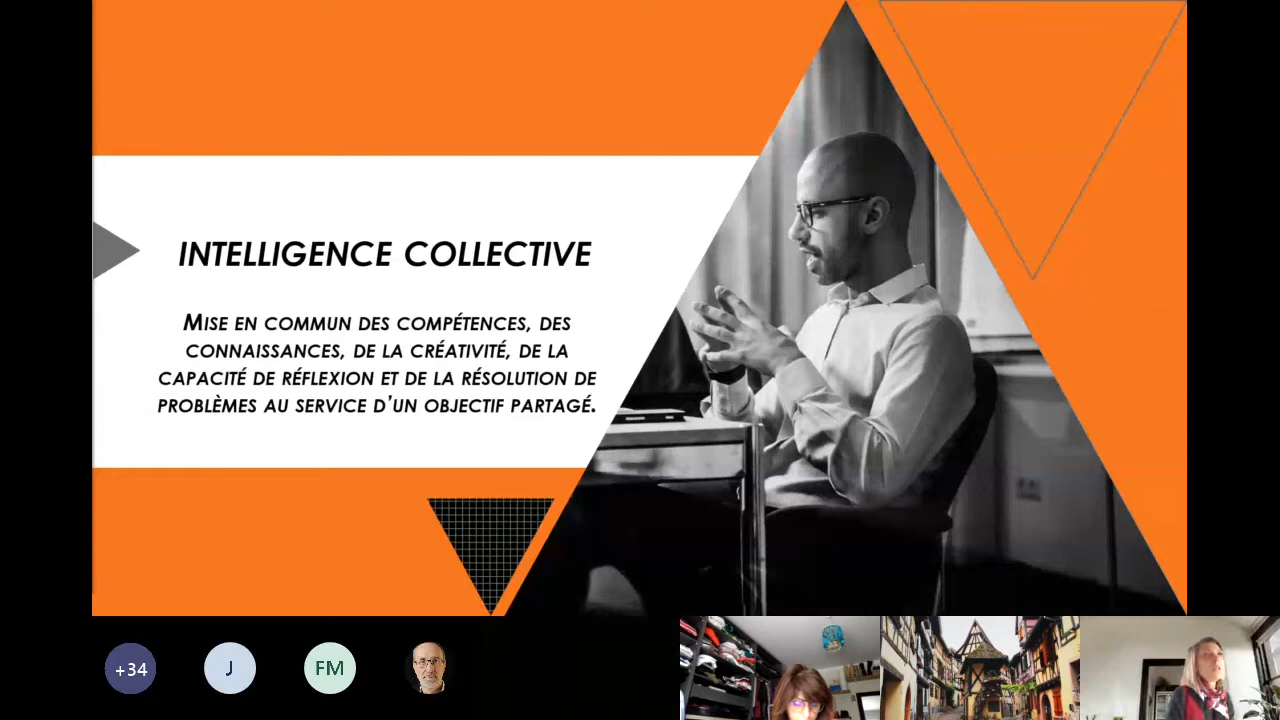 INTELLIGENCE COLLECTIVE
MISE EN COMMUN DES COMPÉTENCES, DES
CONNAISSANCES, DE LA CRÉATIVITÉ, DE LA
CAPACITÉ DE RÉFLEXION ET DE LA RÉSOLUTION DE
PROBLÈMES AU SERVICE D'UN OBJECTIF PARTAGÉ.
+34
J
FM